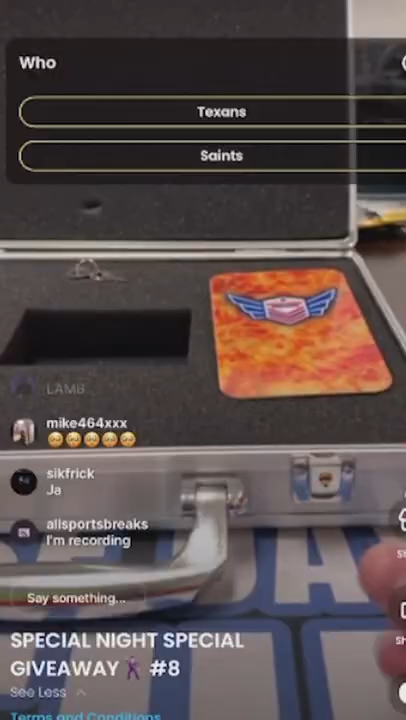 Who
Texans
Saints
LAMB
mike464xxx
🥺🥺🥺🥺🥺
sikfrick
Ja
allsportsbreaks
I'm recording
Say something...
SPECIAL NIGHT SPECIAL
GIVEAWAY 🕺 #8
See Less
Terms and Conditions